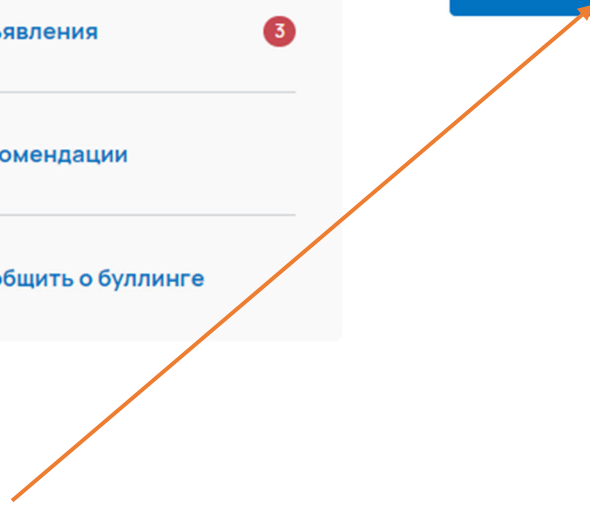 ъявления
3
омендации
общить о буллинге